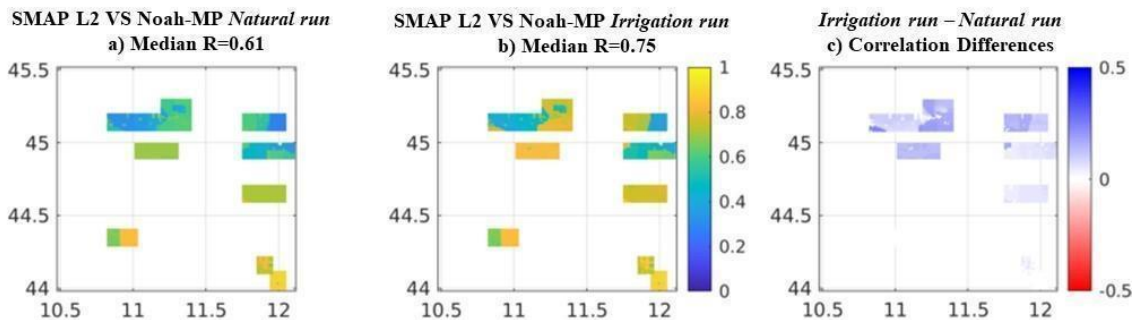 SMAP L2 VS Noah-MP Natural run
a) Median R=0.61
SMAP L2 VS Noah-MP Irrigation run
b) Median R=0.75
Irrigation run – Natural run
c) Correlation Differences
45.5
45
44.5
44
10.5 11 11.5 12
45.5
45
44.5
44
10.5 11 11.5 12
1
0.8
0.6
0.4
0.2
0
45.5
45
44.5
44
10.5 11 11.5 12
0.5
0
-0.5